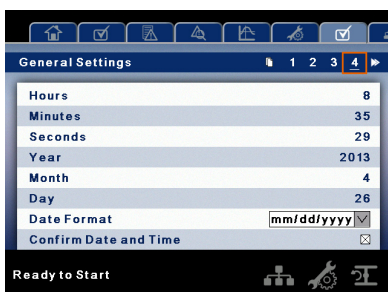 General Settings 1 2 3 4
Hours 8
Minutes 35
Seconds 29
Year 2013
Month 4
Day 26
Date Format mm/dd/yyyy
Confirm Date and Time
Ready to Start